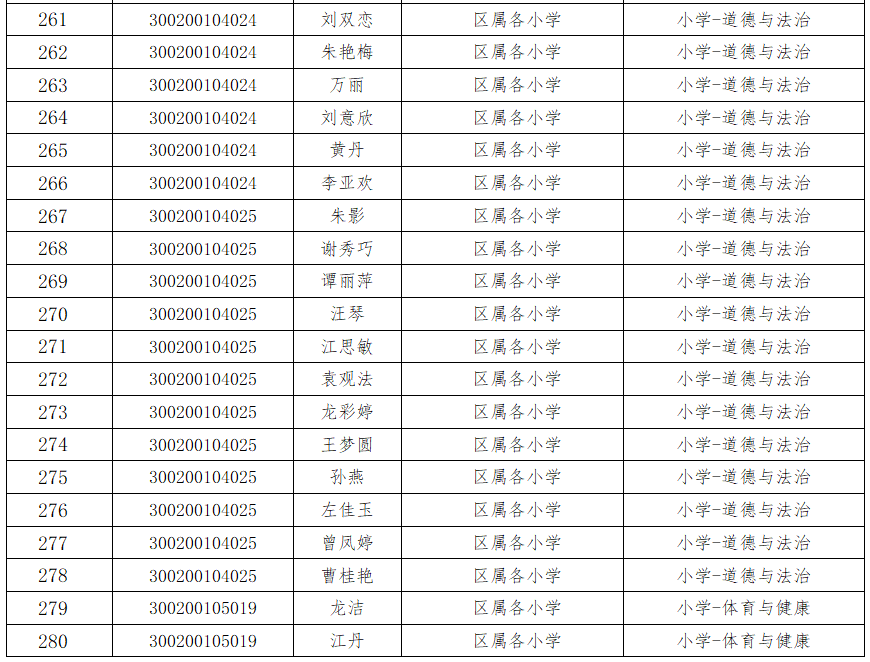 261 300200104024 刘双恋 区属各小学 小学-道德与法治
262 300200104024 朱艳梅 区属各小学 小学-道德与法治
263 300200104024 万丽 区属各小学 小学-道德与法治
264 300200104024 刘意欣 区属各小学 小学-道德与法治
265 300200104024 黄丹 区属各小学 小学-道德与法治
266 300200104024 李亚欢 区属各小学 小学-道德与法治
267 300200104025 朱影 区属各小学 小学-道德与法治
268 300200104025 谢秀巧 区属各小学 小学-道德与法治
269 300200104025 谭丽萍 区属各小学 小学-道德与法治
270 300200104025 汪琴 区属各小学 小学-道德与法治
271 300200104025 江思敏 区属各小学 小学-道德与法治
272 300200104025 袁观法 区属各小学 小学-道德与法治
273 300200104025 龙彩婷 区属各小学 小学-道德与法治
274 300200104025 王梦圆 区属各小学 小学-道德与法治
275 300200104025 孙燕 区属各小学 小学-道德与法治
276 300200104025 左佳玉 区属各小学 小学-道德与法治
277 300200104025 曾凤婷 区属各小学 小学-道德与法治
278 300200104025 曹桂艳 区属各小学 小学-道德与法治
279 300200105019 龙洁 区属各小学 小学-体育与健康
280 300200105019 江丹 区属各小学 小学-体育与健康